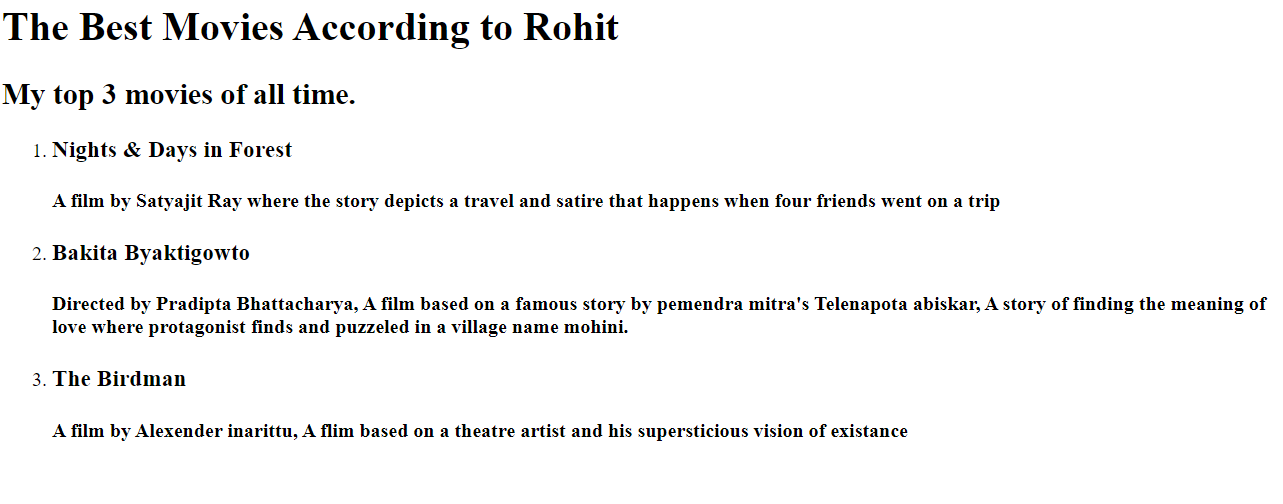 The Best Movies According to Rohit
My top 3 movies of all time.
1. Nights & Days in Forest
A film by Satyajit Ray where the story depicts a travel and satire that happens when four friends went on a trip
2. Bakita Byaktigowto
Directed by Pradipta Bhattacharya, A film based on a famous story by pemendra mitra's Telenapota abiskar, A story of finding the meaning of
love where protagonist finds and puzzeled in a village name mohini.
3. The Birdman
A film by Alexender inarittu, A flim based on a theatre artist and his supersticious vision of existance